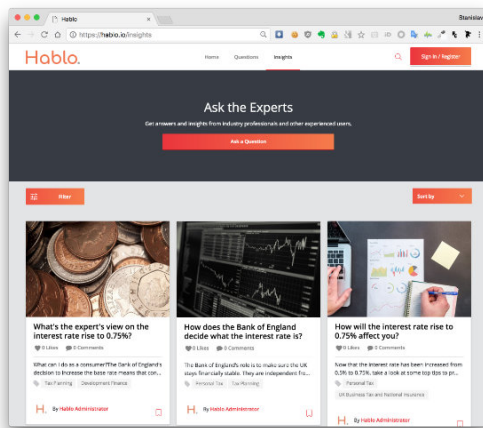 Hablo
Stanislav
https://hablo.io/insights
Hablo.
Home
Questions
Insights
Sign In / Register
Ask the Experts
Get answers and insights from industry professionals and other experienced users.
Ask a Question
Filter
Sort by
What's the expert's view on the
interest rate rise to 0.75%?
0 Likes
0 Comments
What can I do as a consumer?The Bank of England's
decision to increase the base rate means that con...
Tax Planning
Development Finance
By Hablo Administrator
How does the Bank of England
decide what the interest rate is?
0 Likes
0 Comments
The Bank of England's role is to make sure the UK
stays financially stable. They are independent fro...
Personal Tax
Tax Planning
By Hablo Administrator
How will the interest rate rise to
0.75% affect you?
0 Likes
0 Comments
Now that the interest rate has been increased from
0.5% to 0.75%, take a look at some top tips to pr...
Personal Tax
UK Business Tax and National Insurance
By Hablo Administrator